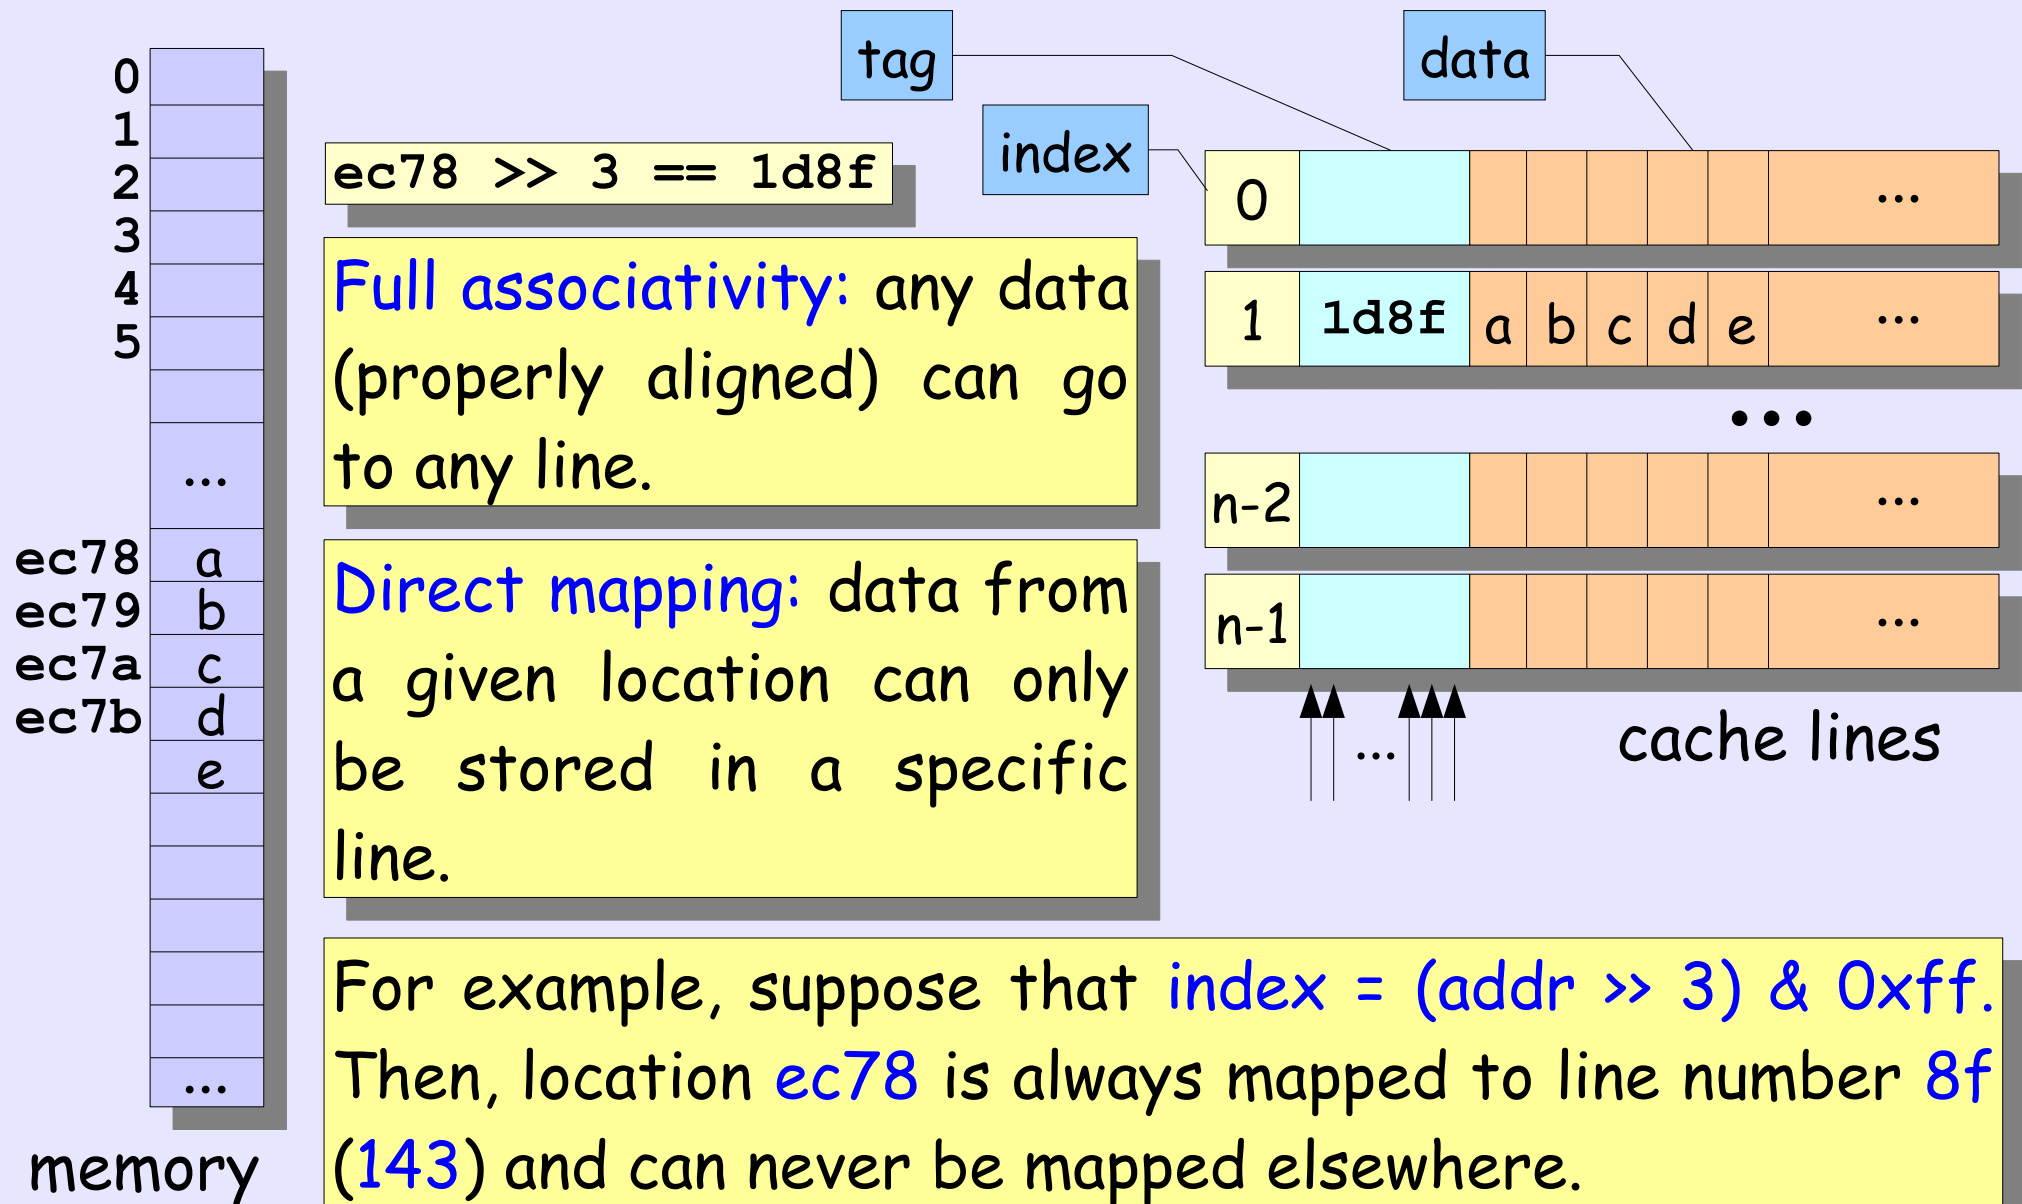 tag
data
index
0
1
2
3
4
5
...
ec78 a
ec79 b
ec7a c
ec7b d
e
...
memory
ec78 >> 3 == 1d8f
Full associativity: any data
(properly aligned) can go
to any line.
Direct mapping: data from
a given location can only
be stored in a specific
line.
0 ...
1 1d8f a b c d e ...
...
n-2 ...
n-1 ...
...
cache lines
For example, suppose that index = (addr >> 3) & 0xff.
Then, location ec78 is always mapped to line number 8f
(143) and can never be mapped elsewhere.